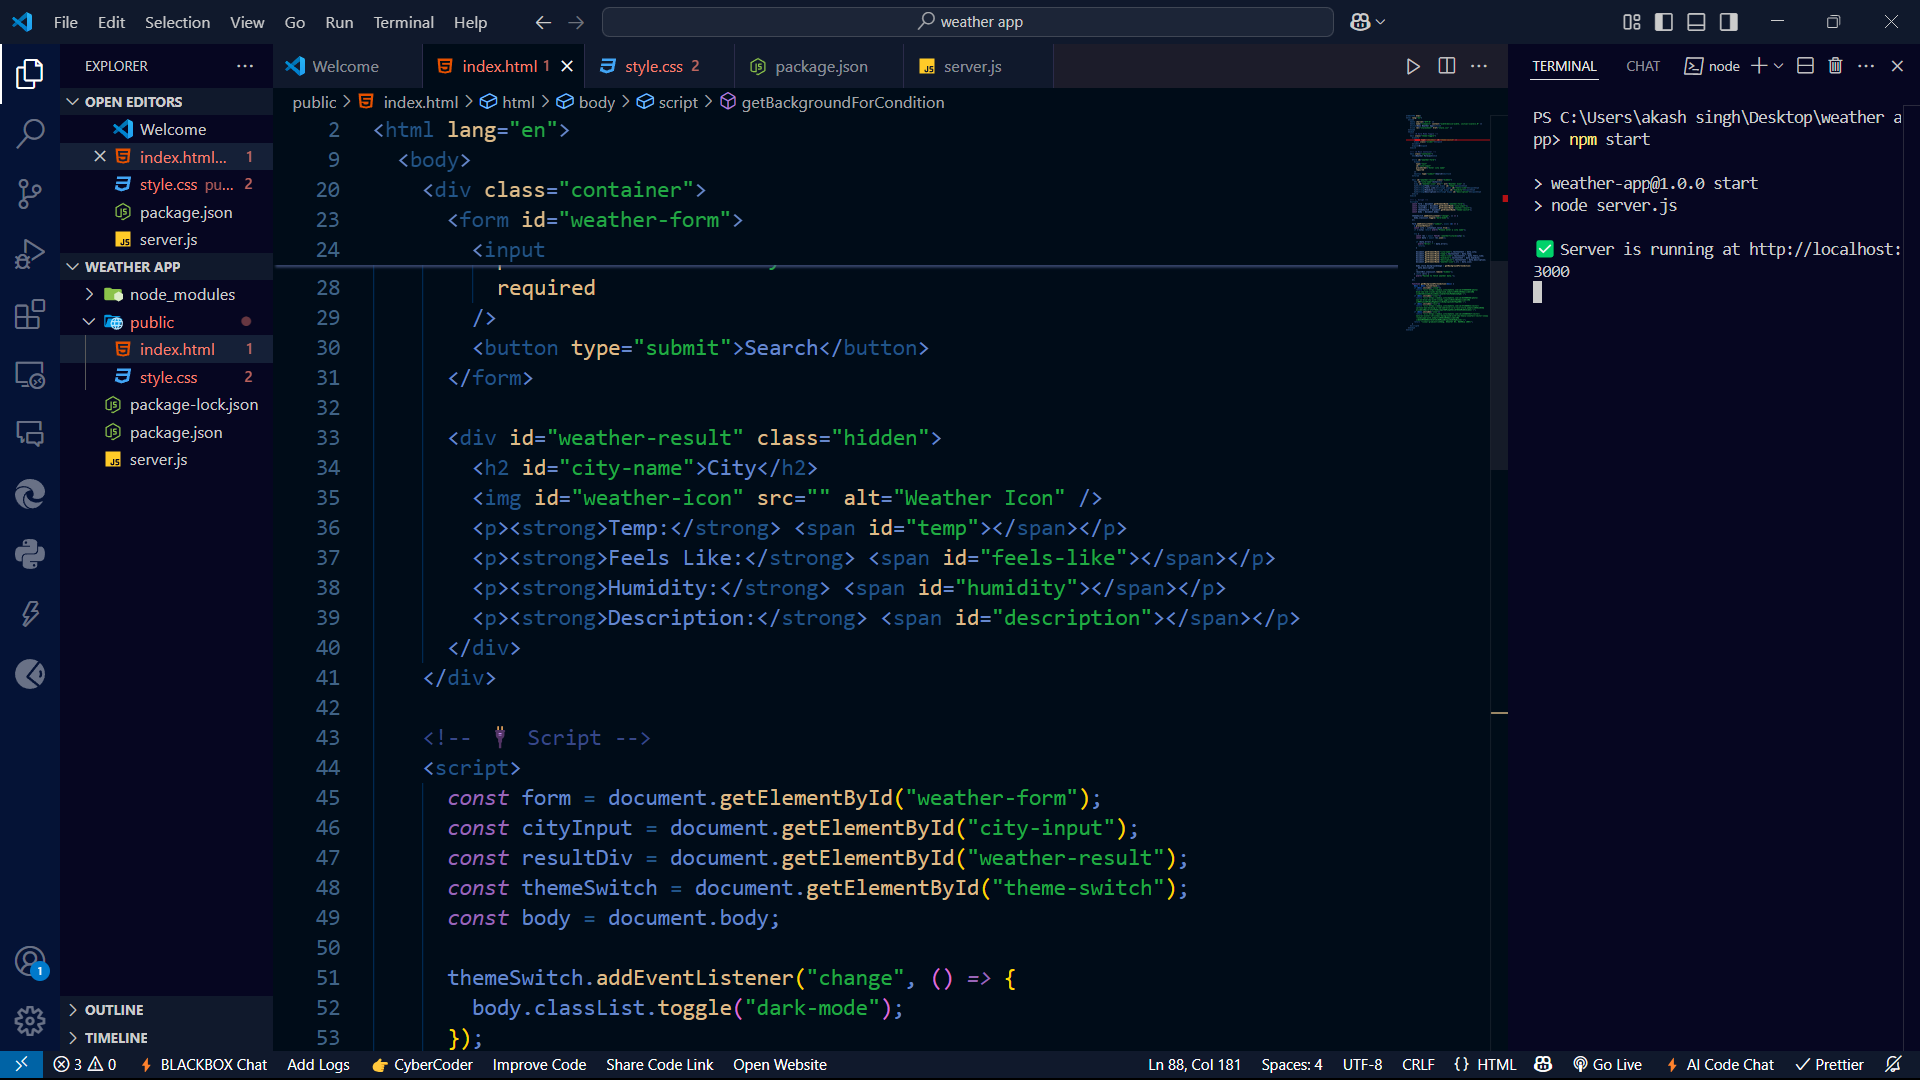 File Edit Selection View Go Run Terminal Help
weather app
EXPLORER
OPEN EDITORS
Welcome
index.html... 1
style.css pu... 2
package.json
server.js
WEATHER APP
node_modules
public
index.html 1
style.css 2
package-lock.json
package.json
server.js
OUTLINE
TIMELINE
Welcome index.html 1 style.css 2 package.json server.js
public > index.html > html > body > script > getBackgroundForCondition
2 <html lang="en">
9 <body>
20 <div class="container">
23 <form id="weather-form">
24 <input
28 required
29 />
30 <button type="submit">Search</button>
31 </form>
32
33 <div id="weather-result" class="hidden">
34 <h2 id="city-name">City</h2>
35 <img id="weather-icon" src="" alt="Weather Icon" />
36 <p><strong>Temp:</strong> <span id="temp"></span></p>
37 <p><strong>Feels Like:</strong> <span id="feels-like"></span></p>
38 <p><strong>Humidity:</strong> <span id="humidity"></span></p>
39 <p><strong>Description:</strong> <span id="description"></span></p>
40 </div>
41 </div>
42
43 <!-- Script -->
44 <script>
45 const form = document.getElementById("weather-form");
46 const cityInput = document.getElementById("city-input");
47 const resultDiv = document.getElementById("weather-result");
48 const themeSwitch = document.getElementById("theme-switch");
49 const body = document.body;
50
51 themeSwitch.addEventListener("change", () => {
52 body.classList.toggle("dark-mode");
53 });
TERMINAL CHAT node
PS C:\Users\akash singh\Desktop\weather a
pp> npm start
> weather-app@1.0.0 start
> node server.js
✅ Server is running at http://localhost:
3000
1
3 0 BLACKBOX Chat Add Logs 👉 CyberCoder Improve Code Share Code Link Open Website Ln 88, Col 181 Spaces: 4 UTF-8 CRLF {} HTML Go Live AI Code Chat Prettier